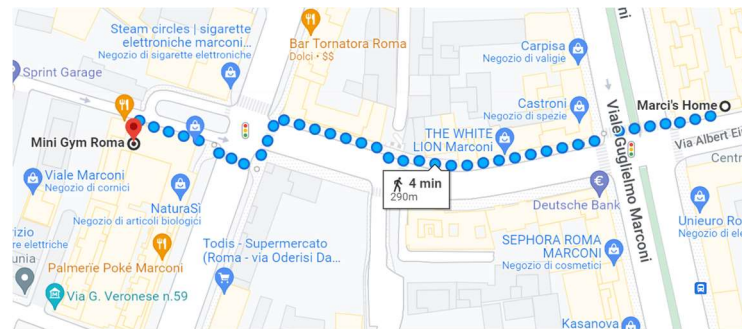 Steam circles | sigarette
elettroniche marconi...
Negozio di sigarette elettroniche
Bar Tornatora Roma
Dolci • $$
Carpisa
Negozio di valigie
Sprint Garage
Castroni
Negozio di spezie
Marci's Home
Mini Gym Roma
THE WHITE
LION Marconi
Viale Guglielmo Marconi
Via Albert Ei
Centr
Viale Marconi
Negozio di cornici
4 min
290m
NaturaSì
Negozio di articoli biologici
Deutsche Bank
Unieuro Ro
Negozio di ele
rizio
re elettriche
unia
Todis - Supermercato
(Roma - via Oderisi Da...
SEPHORA ROMA
MARCONI
Negozio di cosmetici
Palmerie Poké Marconi
Via G. Veronese n.59
Kasanova